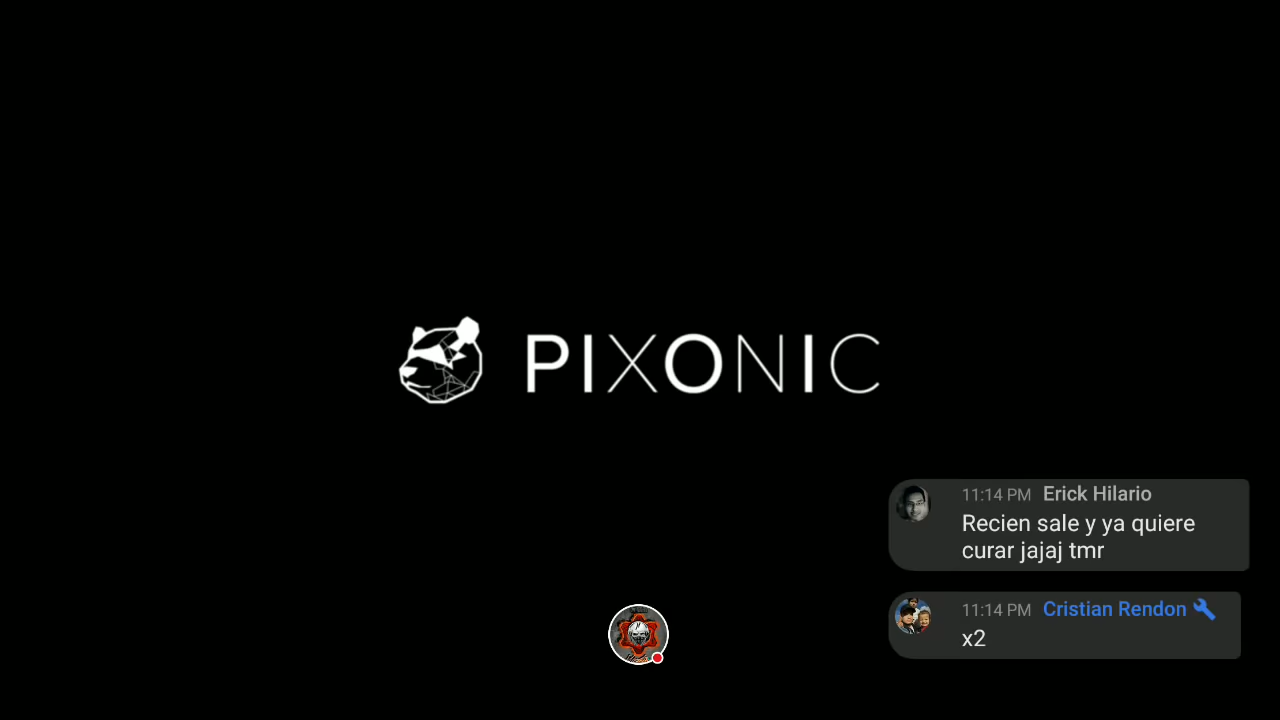 PIXONIC
11:14 PM Erick Hilario
Recien sale y ya quiere
curar jajaj tmr
11:14 PM Cristian Rendon
x2